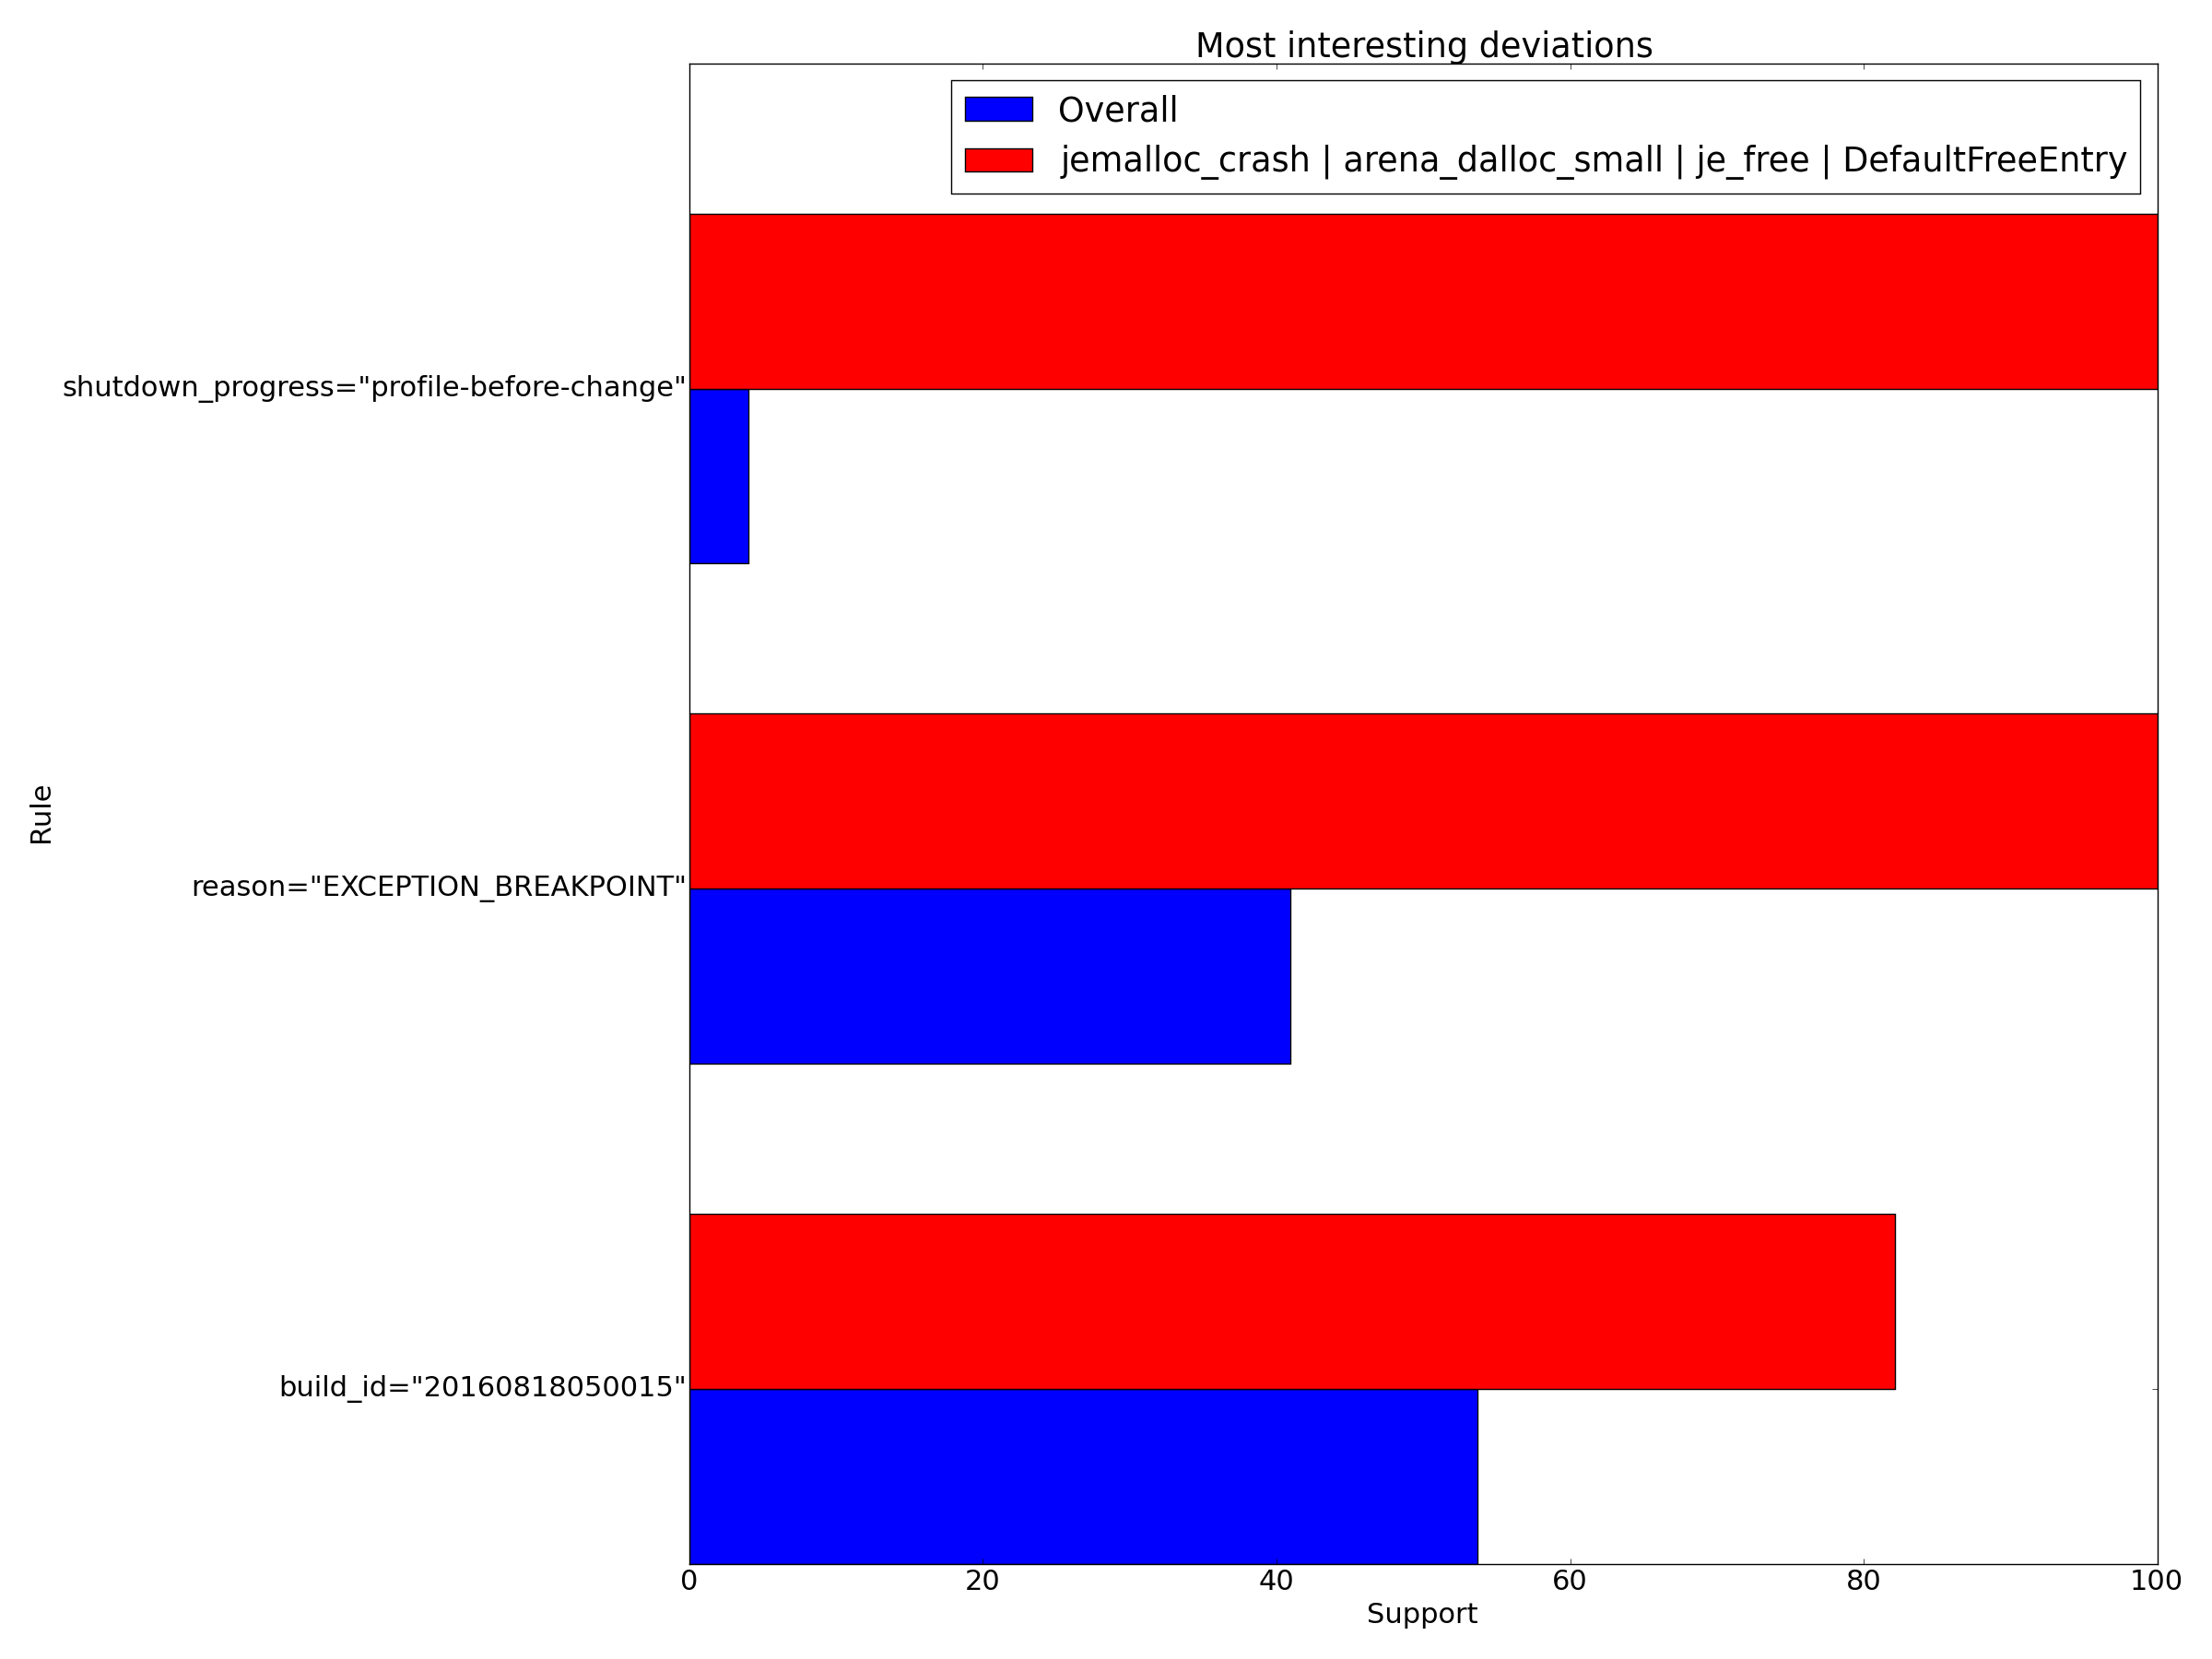 Most interesting deviations
Overall
jemalloc_crash | arena_dalloc_small | je_free | DefaultFreeEntry
shutdown_progress="profile-before-change"
Rule
reason="EXCEPTION_BREAKPOINT"
build_id="20160818050015"
0 20 40 60 80 100
Support